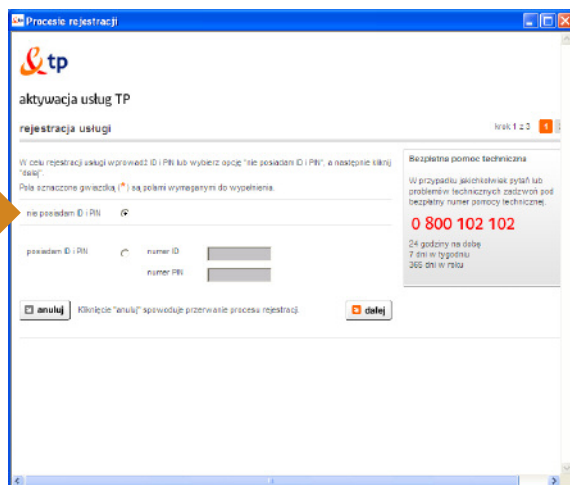 Procesie rejestracji
& tp
aktywacja usług TP
rejestracja usługi
krok 1 z 3 1
W celu rejestracji usługi wprowadź ID i PIN lub wybierz opcję "nie posiadam ID i PIN", a następnie kliknij
"dalej".
Pola oznaczone gwiazdką (*) są polami wymaganymi do wypełnienia.
nie posiadam ID i PIN
posiadam ID i PIN
numer ID
numer PIN
anuluj
Kliknięcie "anuluj" spowoduje przerwanie procesu rejestracji.
dalej
Bezpłatna pomoc techniczna
W przypadku jakichkolwiek pytań lub
problemów technicznych zadzwoń pod
bezpłatny numer pomocy technicznej.
0 800 102 102
24 godziny na dobę
7 dni w tygodniu
365 dni w roku